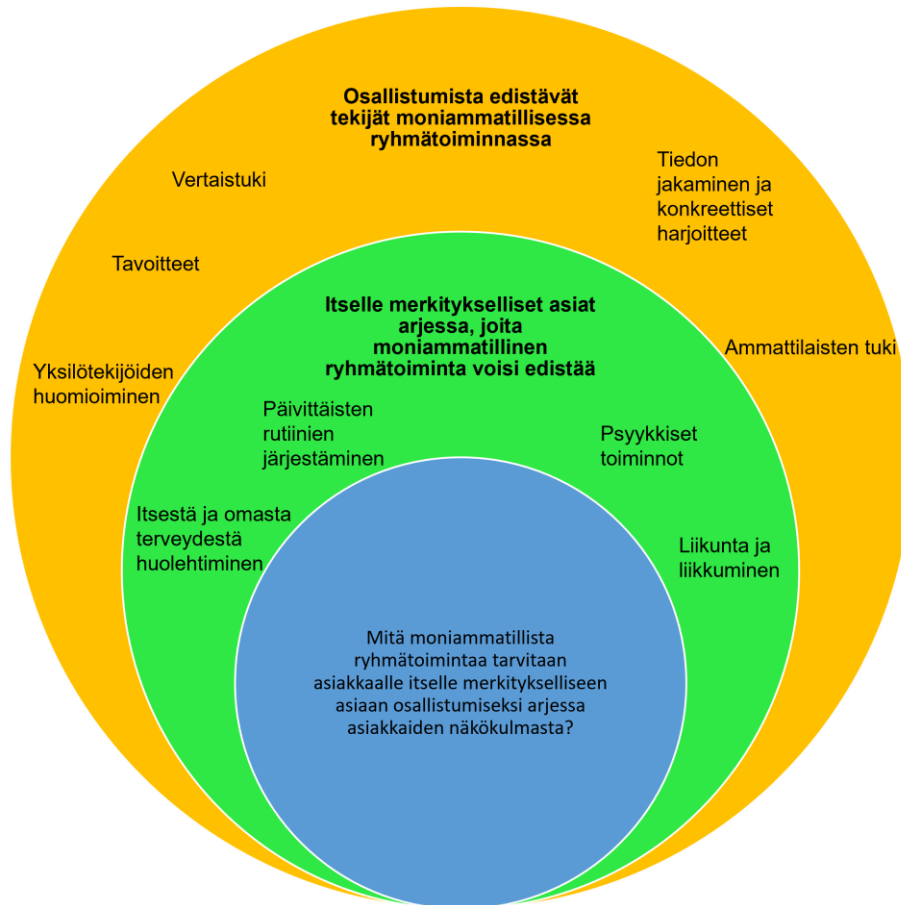 Osallistumista edistävät
tekijät moniammatillisessa
ryhmätoiminnassa
Vertaistuki
Tiedon
jakaminen ja
konkreettiset
harjoitteet
Tavoitteet
Yksilötekijöiden
huomioiminen
Ammattilaisten tuki
Itselle merkitykselliset asiat
arjessa, joita
moniammatillinen
ryhmätoiminta voisi edistää
Päivittäisten
rutiinien
järjestäminen
Psyykkiset
toiminnot
Itsestä ja omasta
terveydestä
huolehtiminen
Liikunta ja
liikkuminen
Mitä moniammatillista
ryhmätoimintaa tarvitaan
asiakkaalle itselle merkitykselliseen
asiaan osallistumiseksi arjessa
asiakkaiden näkökulmasta?